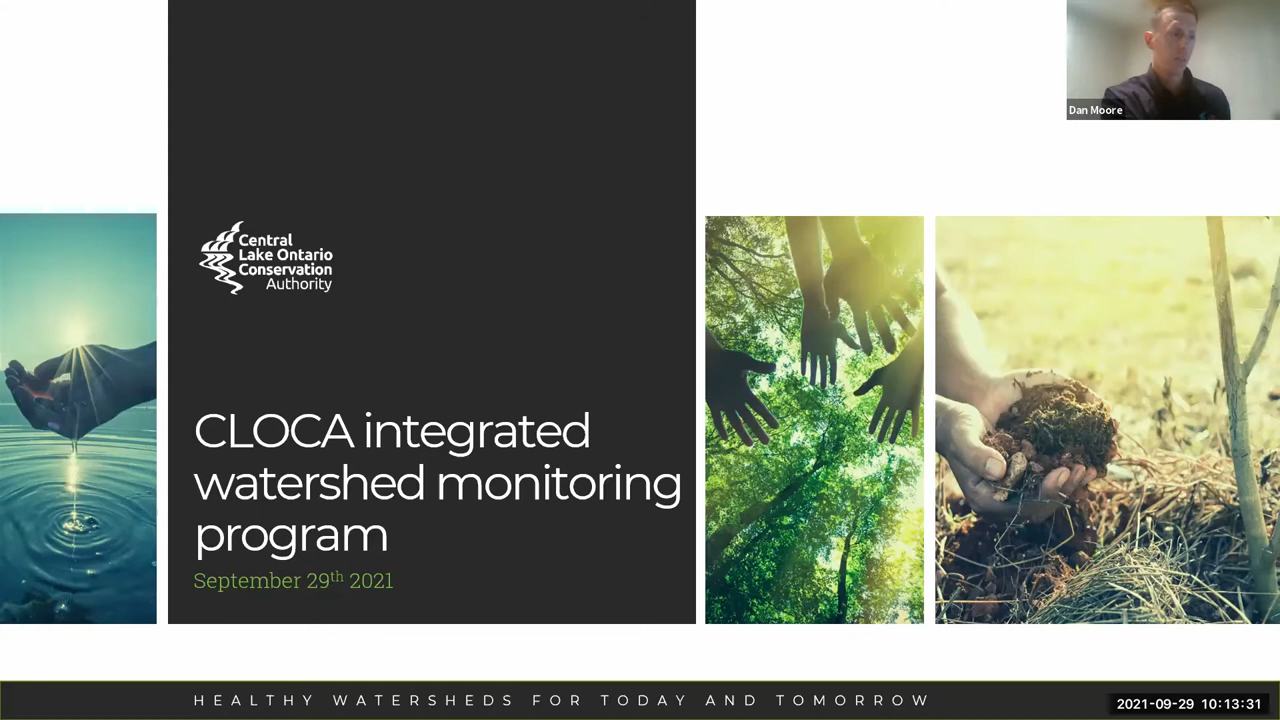 Dan Moore
Central
Lake Ontario
Conservation
Authority
CLOCA integrated
watershed monitoring
program
September 29th 2021
HEALTHY WATERSHEDS FOR TODAY AND TOMORROW
2021-09-29 10:13:31